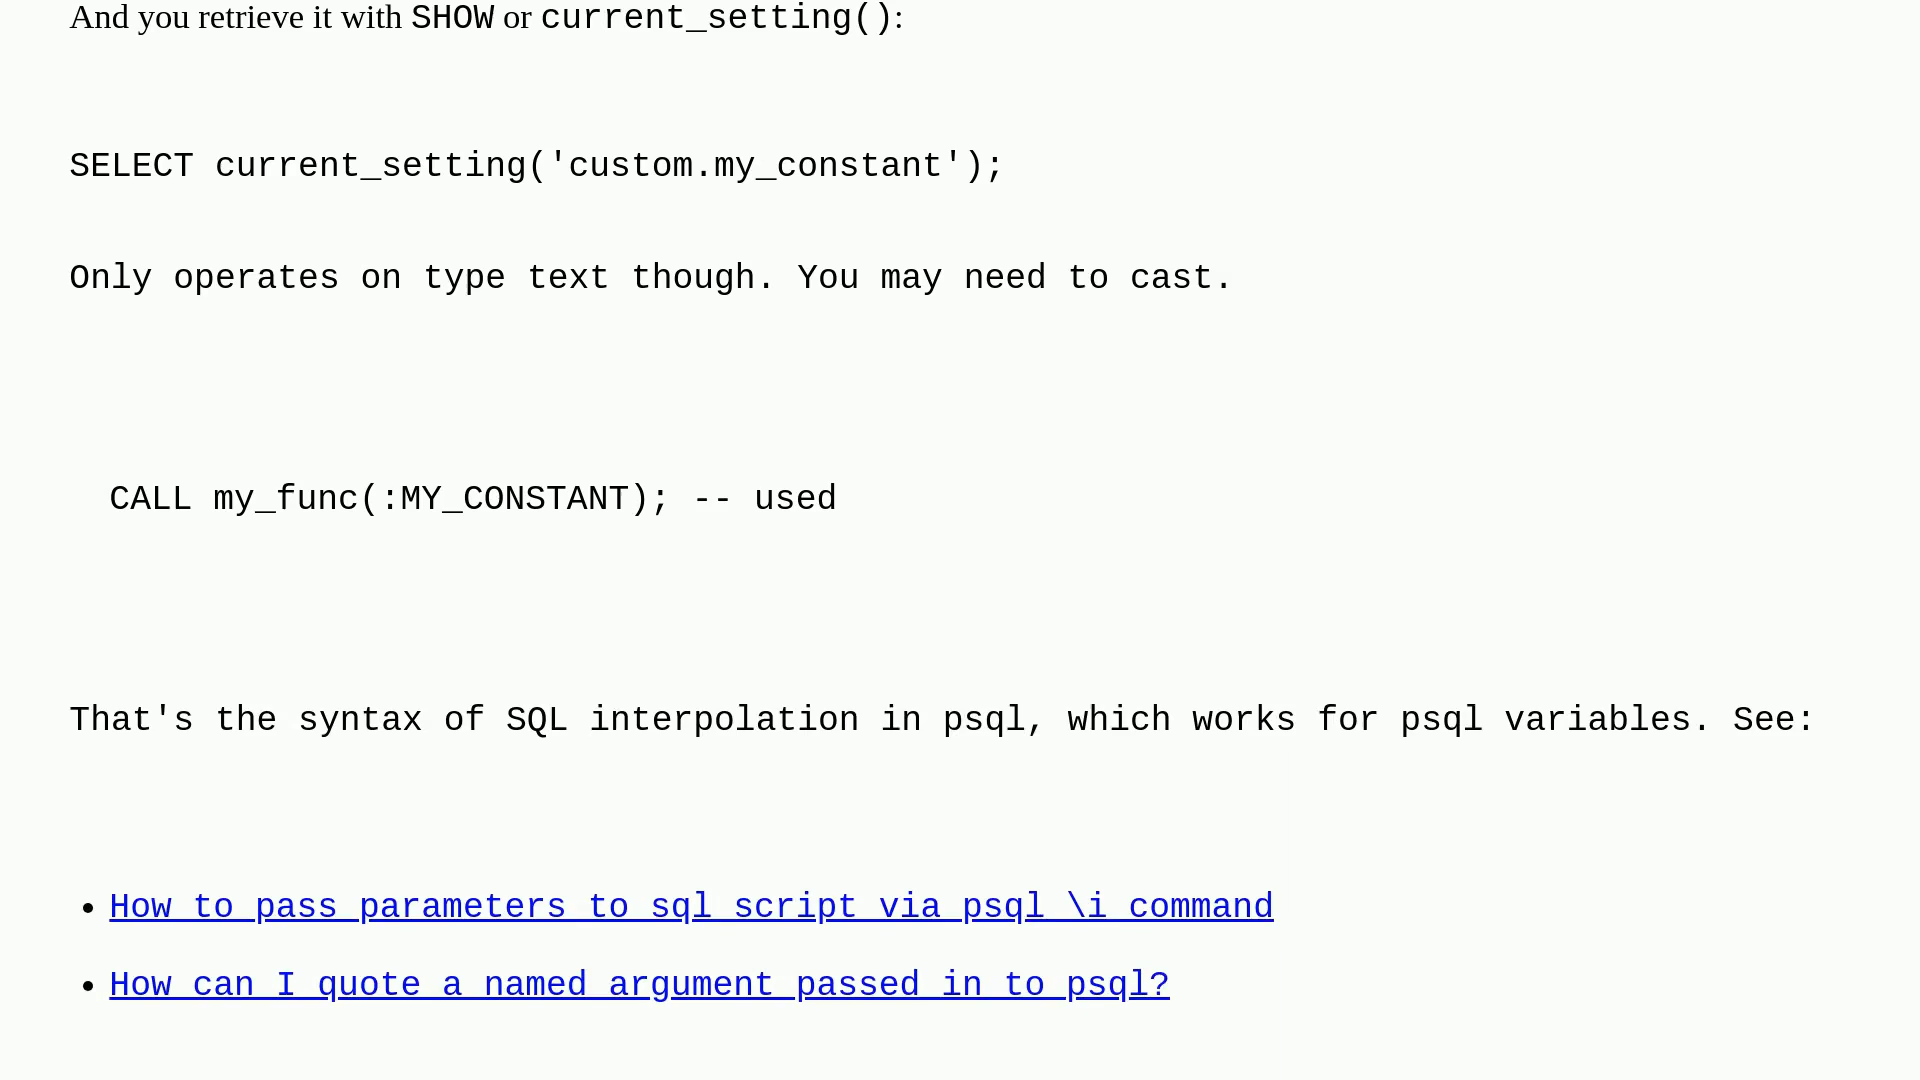 And you retrieve it with SHOW or current_setting():
SELECT current_setting('custom.my_constant');
Only operates on type text though. You may need to cast.
CALL my_func(:MY_CONSTANT); -- used
That's the syntax of SQL interpolation in psql, which works for psql variables. See:
• How to pass parameters to sql script via psql \i command
• How can I quote a named argument passed in to psql?